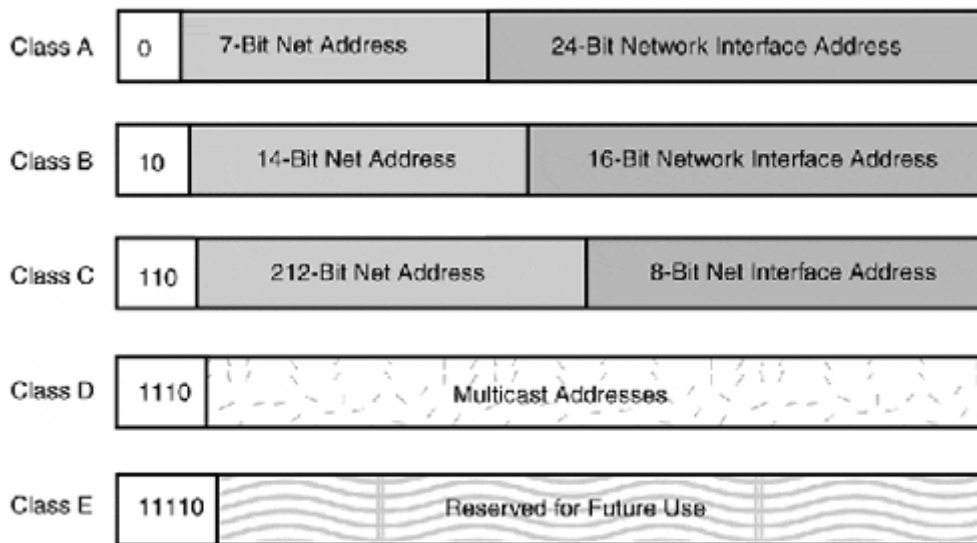 Class A 0 7-Bit Net Address 24-Bit Network Interface Address
Class B 10 14-Bit Net Address 16-Bit Network Interface Address
Class C 110 212-Bit Net Address 8-Bit Net Interface Address
Class D 1110 Multicast Addresses
Class E 11110 Reserved for Future Use